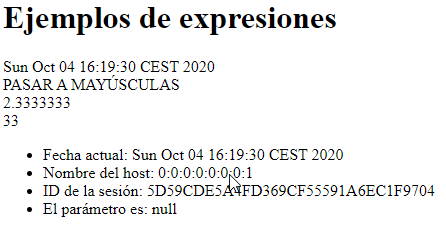 Ejemplos de expresiones
Sun Oct 04 16:19:30 CEST 2020
PASAR A MAYÚSCULAS
2.3333333
33
Fecha actual: Sun Oct 04 16:19:30 CEST 2020
Nombre del host: 0:0:0:0:0:0:0:1
ID de la sesión: 5D59CDE5A4FD369CF55591A6EC1F9704
El parámetro es: null